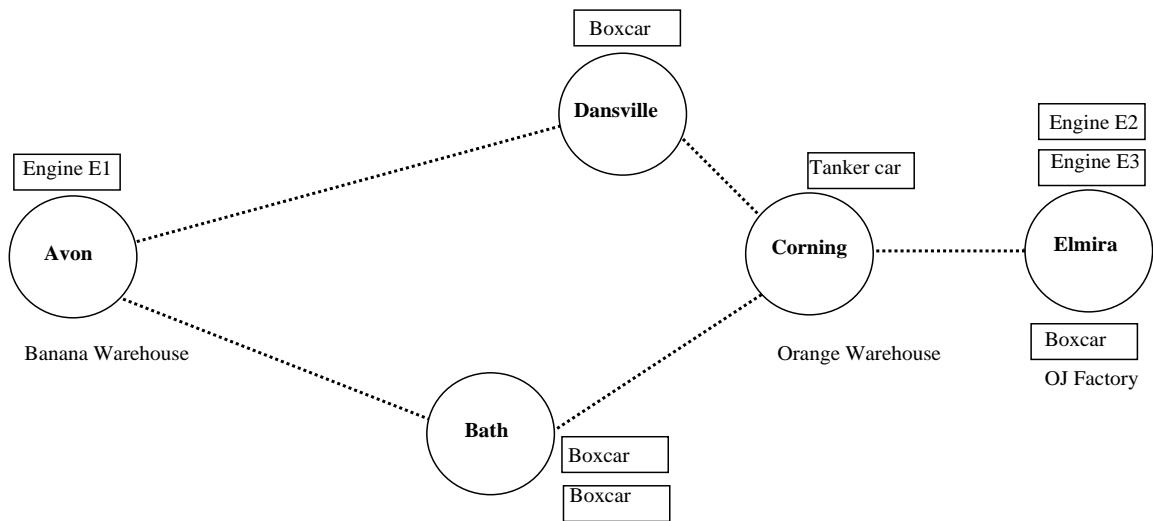 Boxcar
Dansville
Engine E2
Engine E3
Engine E1
Tanker car
Avon
Corning
Elmira
Banana Warehouse
Orange Warehouse
Boxcar
OJ Factory
Bath
Boxcar
Boxcar